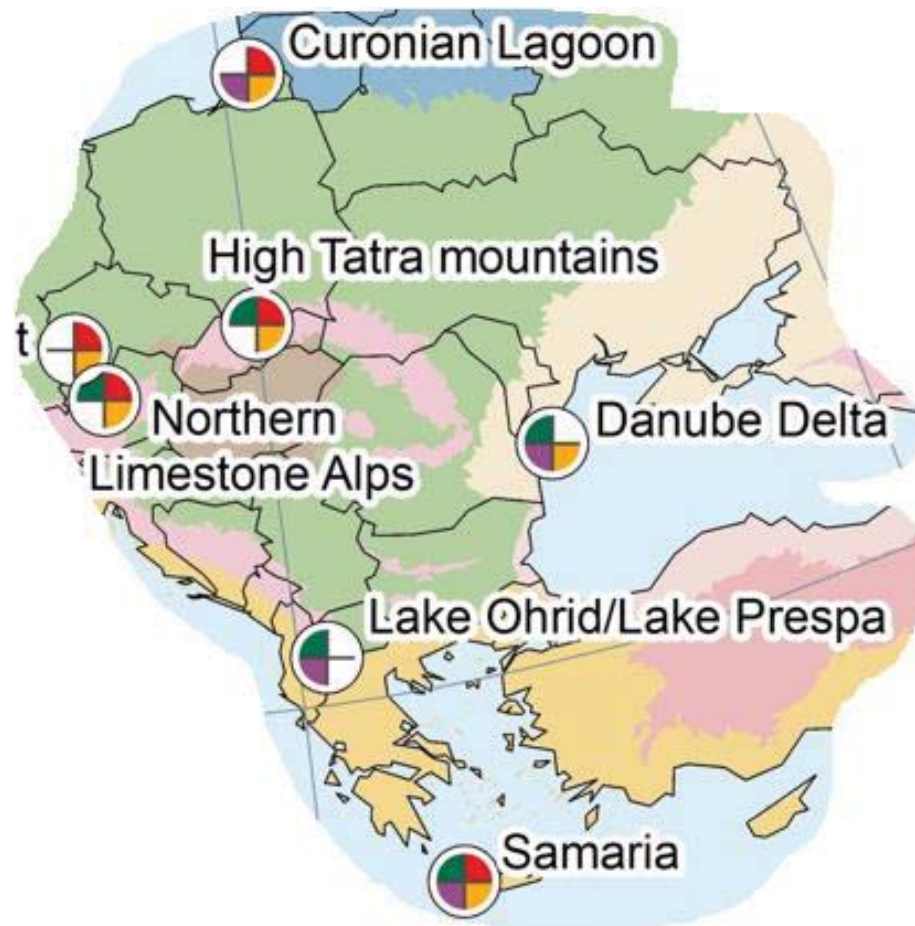 Curonian Lagoon
High Tatra mountains
t
Northern
Limestone Alps
Danube Delta
Lake Ohrid/Lake Prespa
Samaria